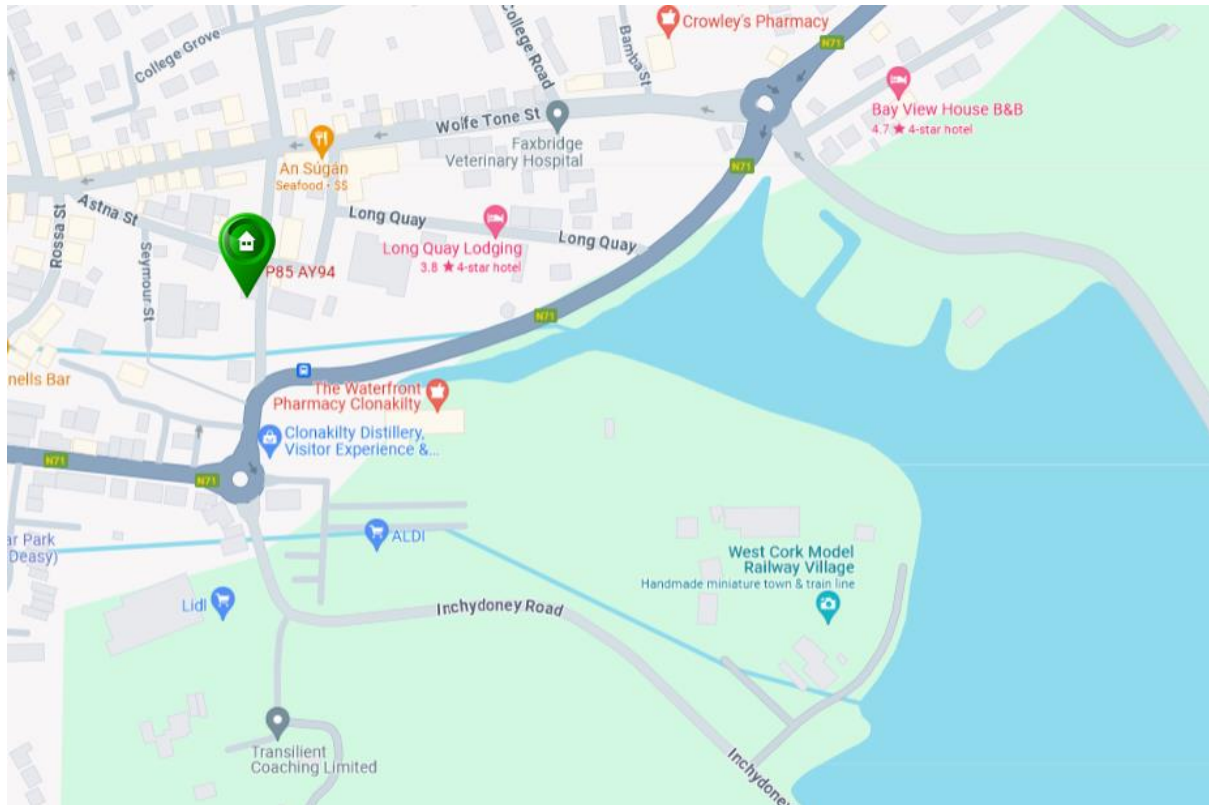 Crowley's Pharmacy
College Grove
College Road
Bamba St
N71
Bay View House B&B
4.7 ★ 4-star hotel
Wolfe Tone St
Faxbridge
Veterinary Hospital
An Súgán
Seafood • $$
N71
Astna St
Rossa St
Seymour St
Long Quay
Long Quay Lodging
3.8 ★ 4-star hotel
Long Quay
P85 AY94
N71
nells Bar
The Waterfront
Pharmacy Clonakilty
Clonakilty Distillery,
Visitor Experience &...
N71
N71
ar Park
Deasy)
ALDI
West Cork Model
Railway Village
Handmade miniature town & train line
Lidl
Inchydoney Road
Transilient
Coaching Limited
Inchydoney